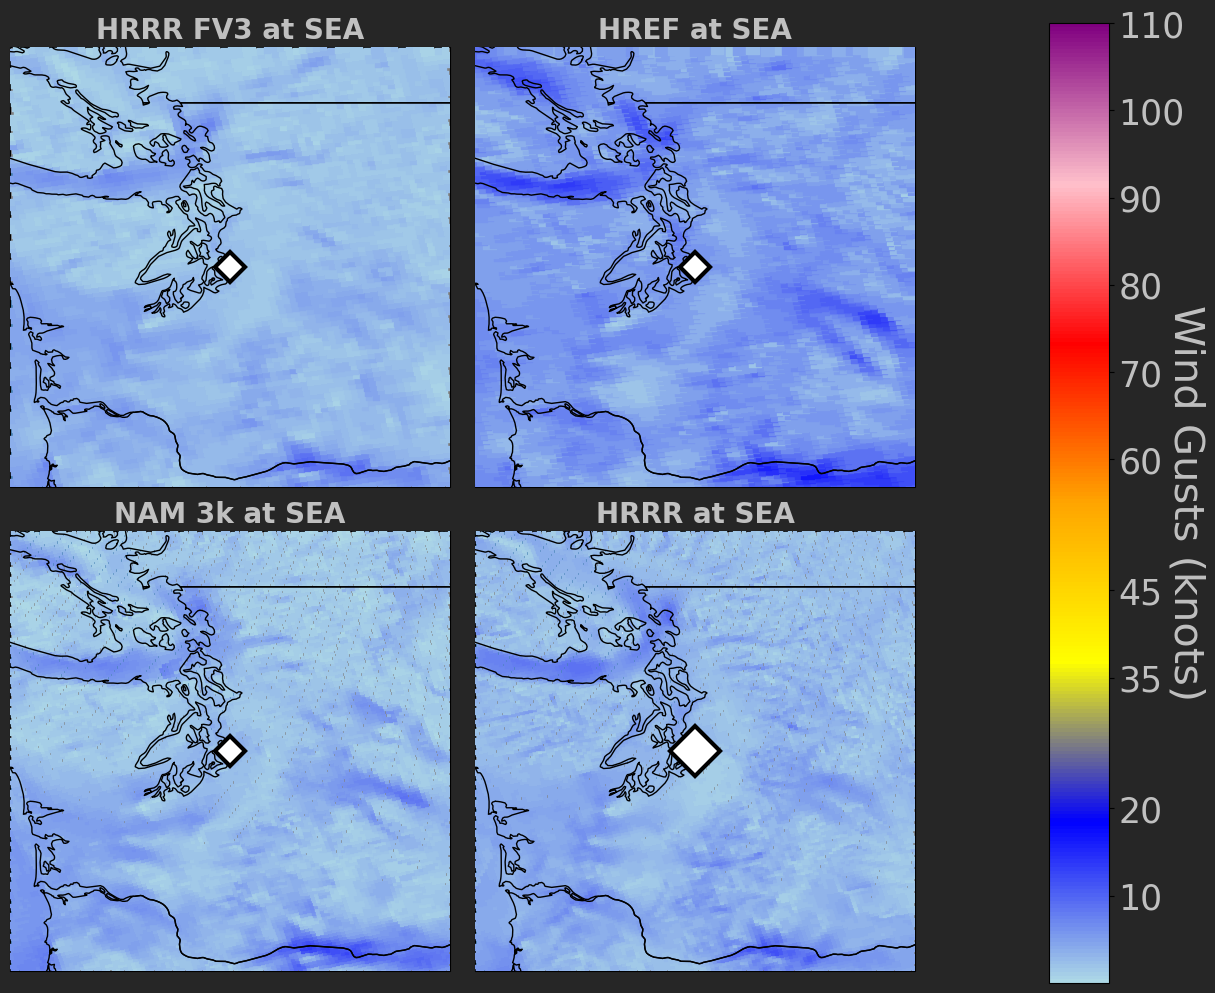 HRRR FV3 at SEA
HREF at SEA
NAM 3k at SEA
HRRR at SEA
110
100
90
80
70
60
45
35
20
10
Wind Gusts (knots)